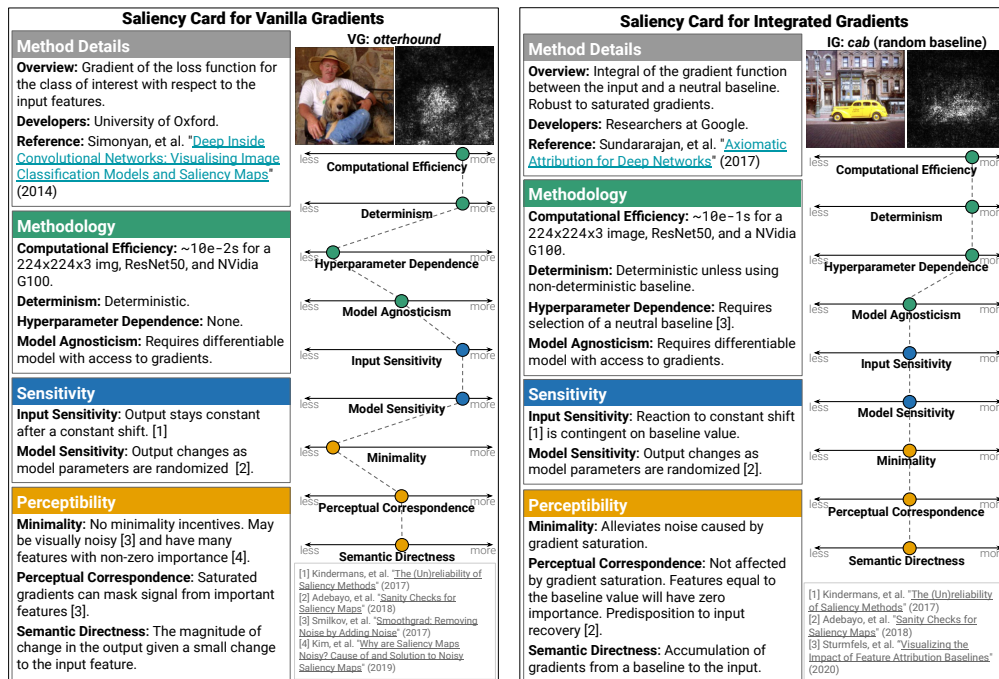 Saliency Card for Vanilla Gradients
Method Details
Overview: Gradient of the loss function for
the class of interest with respect to the
input features.
Developers: University of Oxford.
Reference: Simonyan, et al. "Deep Inside
Convolutional Networks: Visualising Image
Classification Models and Saliency Maps"
(2014)
Methodology
Computational Efficiency: ~10e-2s for a
224x224x3 img, ResNet50, and NVidia
G100.
Determinism: Deterministic.
Hyperparameter Dependence: None.
Model Agnosticism: Requires differentiable
model with access to gradients.
Sensitivity
Input Sensitivity: Output stays constant
after a constant shift. [1]
Model Sensitivity: Output changes as
model parameters are randomized [2].
Perceptibility
Minimality: No minimality incentives. May
be visually noisy [3] and have many
features with non-zero importance [4].
Perceptual Correspondence: Saturated
gradients can mask signal from important
features [3].
Semantic Directness: The magnitude of
change in the output given a small change
to the input feature.
VG: otterhound
less more
Computational Efficiency
less more
Determinism
less more
Hyperparameter Dependence
less more
Model Agnosticism
less more
Input Sensitivity
less more
Model Sensitivity
less more
Minimality
less more
Perceptual Correspondence
less more
Semantic Directness
[1] Kindermans, et al. "The (Un)reliability of
Saliency Methods" (2017)
[2] Adebayo, et al. "Sanity Checks for
Saliency Maps" (2018)
[3] Smilkov, et al. "Smoothgrad: Removing
Noise by Adding Noise" (2017)
[4] Kim, et al. "Why are Saliency Maps
Noisy? Cause of and Solution to Noisy
Saliency Maps" (2019)
Saliency Card for Integrated Gradients
Method Details
Overview: Integral of the gradient function
between the input and a neutral baseline.
Robust to saturated gradients.
Developers: Researchers at Google.
Reference: Sundararajan, et al. "Axiomatic
Attribution for Deep Networks" (2017)
Methodology
Computational Efficiency: ~10e-1s for a
224x224x3 image, ResNet50, and a NVidia
G100.
Determinism: Deterministic unless using
non-deterministic baseline.
Hyperparameter Dependence: Requires
selection of a neutral baseline [3].
Model Agnosticism: Requires differentiable
model with access to gradients.
Sensitivity
Input Sensitivity: Reaction to constant shift
[1] is contingent on baseline value.
Model Sensitivity: Output changes as
model parameters are randomized [2].
Perceptibility
Minimality: Alleviates noise caused by
gradient saturation.
Perceptual Correspondence: Not affected
by gradient saturation. Features equal to
the baseline value will have zero
importance. Predisposition to input
recovery [2].
Semantic Directness: Accumulation of
gradients from a baseline to the input.
IG: cab (random baseline)
less more
Computational Efficiency
less more
Determinism
less more
Hyperparameter Dependence
less more
Model Agnosticism
less more
Input Sensitivity
less more
Model Sensitivity
less more
Minimality
less more
Perceptual Correspondence
less more
Semantic Directness
[1] Kindermans, et al. "The (Un)reliability
of Saliency Methods" (2017)
[2] Adebayo, et al. "Sanity Checks for
Saliency Maps" (2018)
[3] Sturmfels, et al. "Visualizing the
Impact of Feature Attribution Baselines"
(2020)